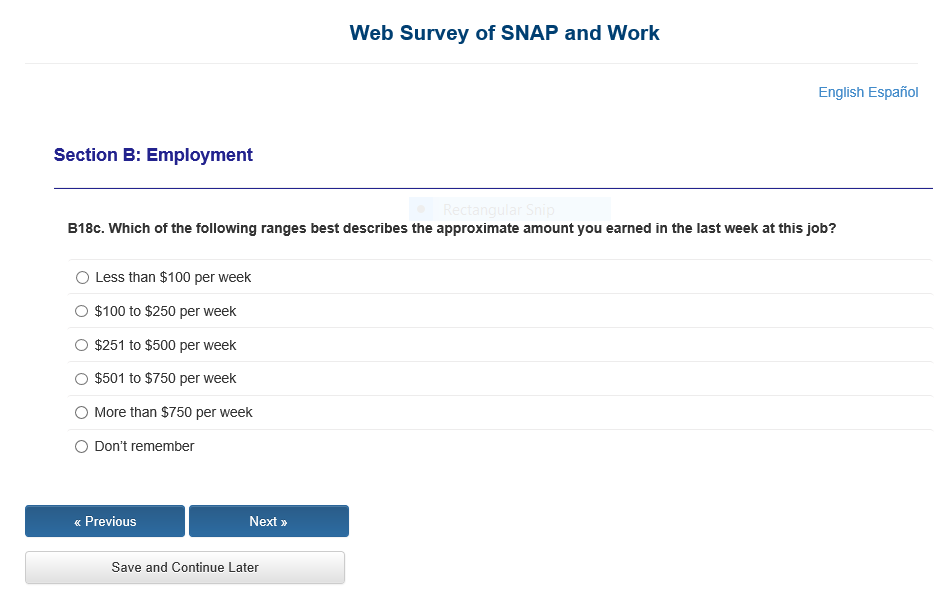 Web Survey of SNAP and Work
English Español
Section B: Employment
Rectangular Snip
B18c. Which of the following ranges best describes the approximate amount you earned in the last week at this job?
Less than $100 per week
$100 to $250 per week
$251 to $500 per week
$501 to $750 per week
More than $750 per week
Don’t remember
« Previous
Next »
Save and Continue Later